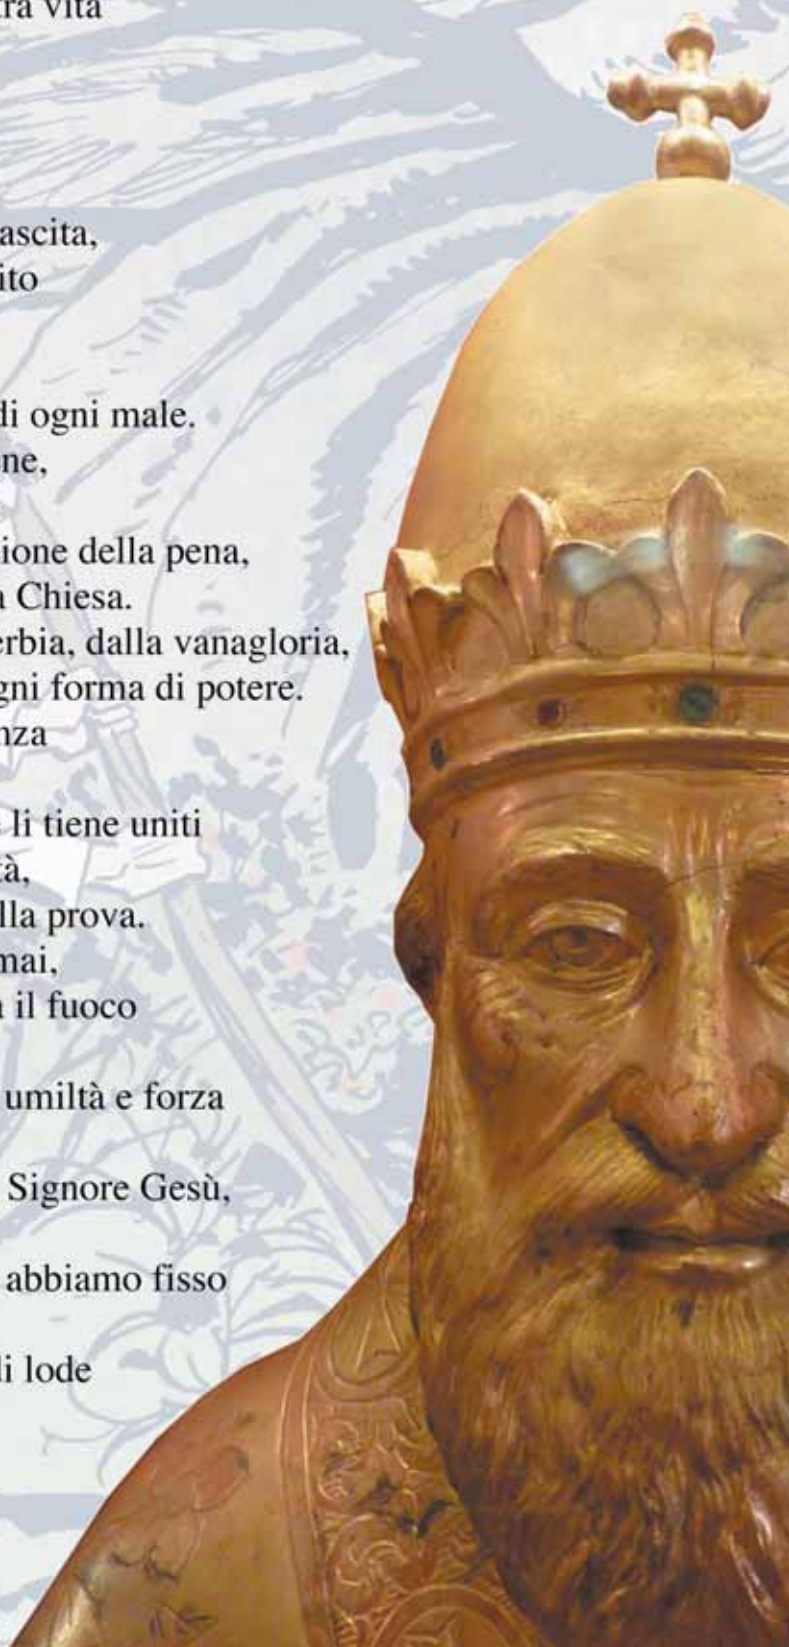 tra vita
ascita,
ito
di ogni male.
ne,
ione della pena,
a Chiesa.
erbia, dalla vanagloria,
gni forma di potere.
nza
li tiene uniti
tà,
lla prova.
mai,
il fuoco
umiltà e forza
Signore Gesù,
abbiamo fisso
di lode